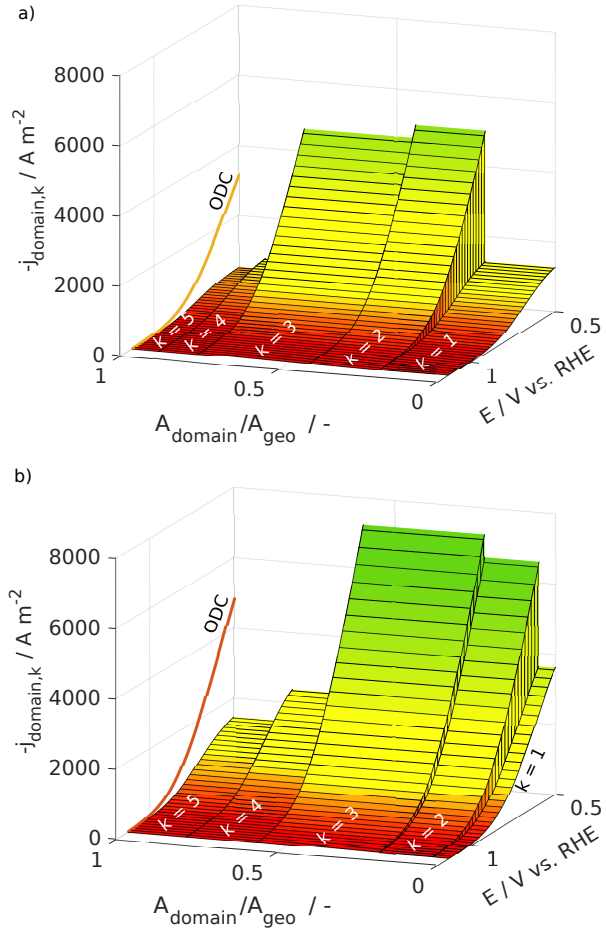 a)
8000
6000
4000
2000
0
-j_domain,k / A m^-2
ODC
k = 5
k = 4
k = 3
k = 2
k = 1
1
0.5
0
A_domain/A_geo / -
0.5
1
E / V vs. RHE
b)
8000
6000
4000
2000
0
-j_domain,k / A m^-2
ODC
k = 5
k = 4
k = 3
k = 2
k = 1
1
0.5
0
A_domain/A_geo / -
0.5
1
E / V vs. RHE